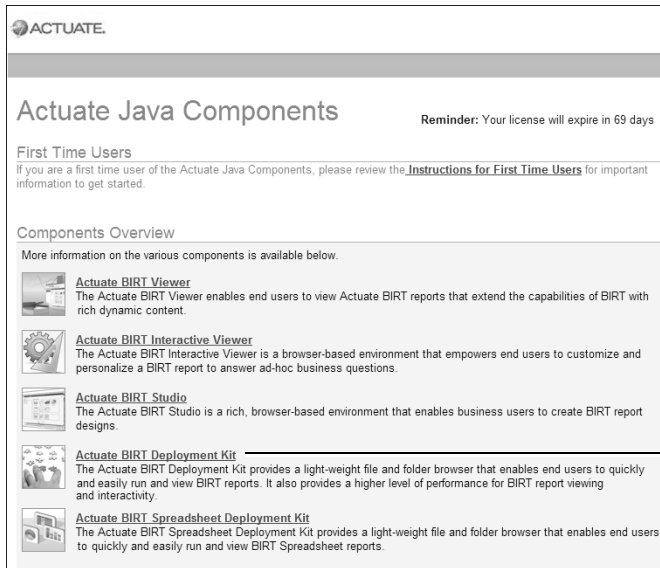 ACTUATE.
Actuate Java Components
Reminder: Your license will expire in 69 days
First Time Users
If you are a first time user of the Actuate Java Components, please review the Instructions for First Time Users for important
information to get started.
Components Overview
More information on the various components is available below.
Actuate BIRT Viewer
The Actuate BIRT Viewer enables end users to view Actuate BIRT reports that extend the capabilities of BIRT with
rich dynamic content.
Actuate BIRT Interactive Viewer
The Actuate BIRT Interactive Viewer is a browser-based environment that empowers end users to customize and
personalize a BIRT report to answer ad-hoc business questions.
Actuate BIRT Studio
The Actuate BIRT Studio is a rich, browser-based environment that enables business users to create BIRT report
designs.
Actuate BIRT Deployment Kit
The Actuate BIRT Deployment Kit provides a light-weight file and folder browser that enables end users to quickly
and easily run and view BIRT reports. It also provides a higher level of performance for BIRT report viewing
and interactivity.
Actuate BIRT Spreadsheet Deployment Kit
The Actuate BIRT Spreadsheet Deployment Kit provides a light-weight file and folder browser that enables end users
to quickly and easily run and view BIRT Spreadsheet reports.